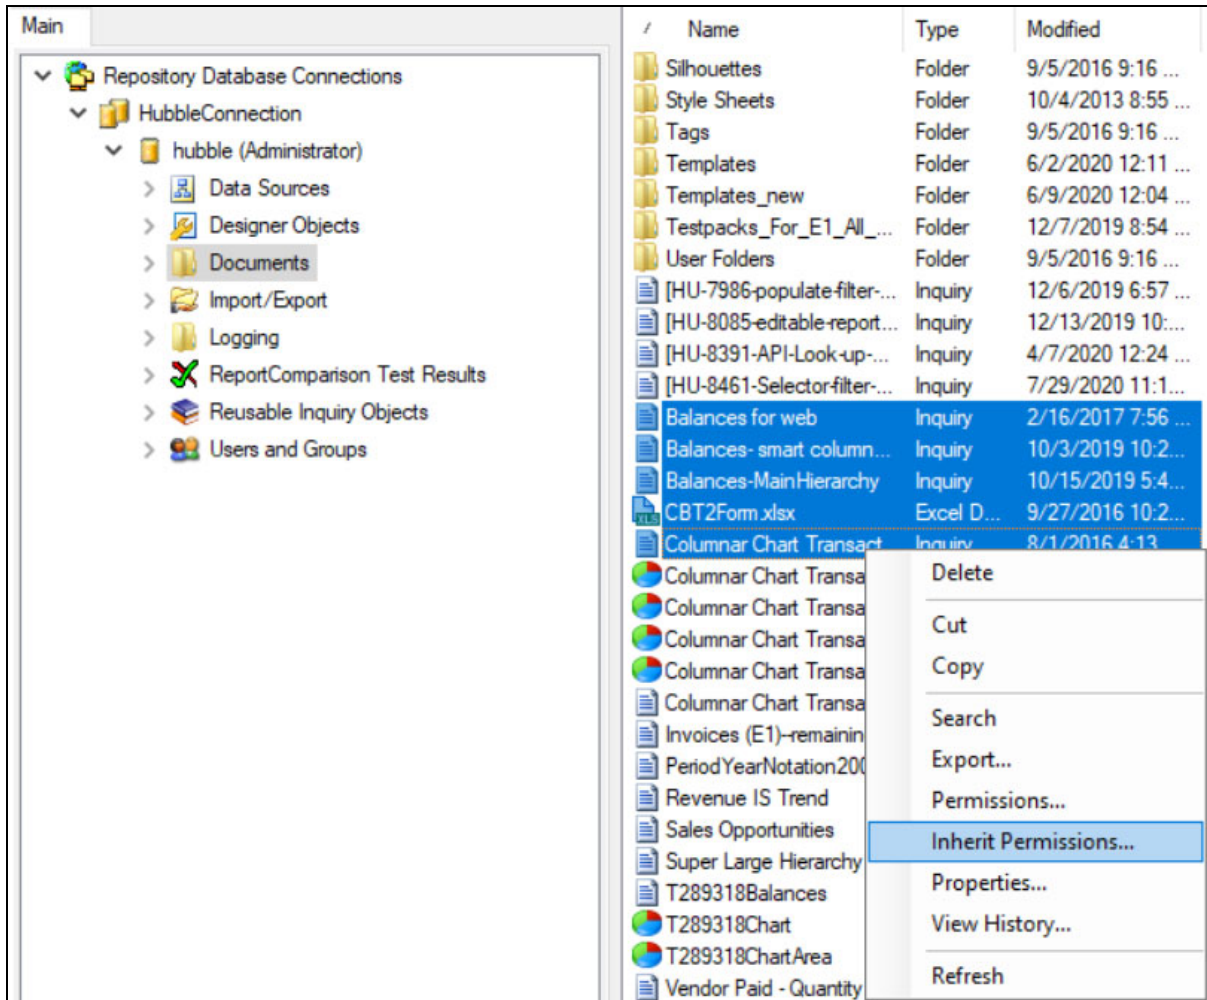 Main
Repository Database Connections
HubbleConnection
hubble (Administrator)
Data Sources
Designer Objects
Documents
Import/Export
Logging
ReportComparison Test Results
Reusable Inquiry Objects
Users and Groups
Name Type Modified
Silhouettes Folder 9/5/2016 9:16 ...
Style Sheets Folder 10/4/2013 8:55 ...
Tags Folder 9/5/2016 9:16 ...
Templates Folder 6/2/2020 12:11 ...
Templates_new Folder 6/9/2020 12:04 ...
Testpacks_For_E1_All_... Folder 12/7/2019 8:54 ...
User Folders Folder 9/5/2016 9:16 ...
[HU-7986-populate-filter-... Inquiry 12/6/2019 6:57 ...
[HU-8085-editable-report... Inquiry 12/13/2019 10:...
[HU-8391-API-Look-up-... Inquiry 4/7/2020 12:24 ...
[HU-8461-Selector-filter-... Inquiry 7/29/2020 11:1...
Balances for web Inquiry 2/16/2017 7:56 ...
Balances- smart column... Inquiry 10/3/2019 10:2...
Balances-MainHierarchy Inquiry 10/15/2019 5:4...
XLS CBT2Form.xlsx Excel D... 9/27/2016 10:2...
Columnar Chart Transact Inquiry 8/1/2016 4:13
Columnar Chart Transa
Columnar Chart Transa
Columnar Chart Transa
Columnar Chart Transa
Columnar Chart Transa
Invoices (E1)--remainin
PeriodYearNotation200
Revenue IS Trend
Sales Opportunities
Super Large Hierarchy
T289318Balances
T289318Chart
T289318ChartArea
Vendor Paid - Quantity
Delete
Cut
Copy
Search
Export...
Permissions...
Inherit Permissions...
Properties...
View History...
Refresh